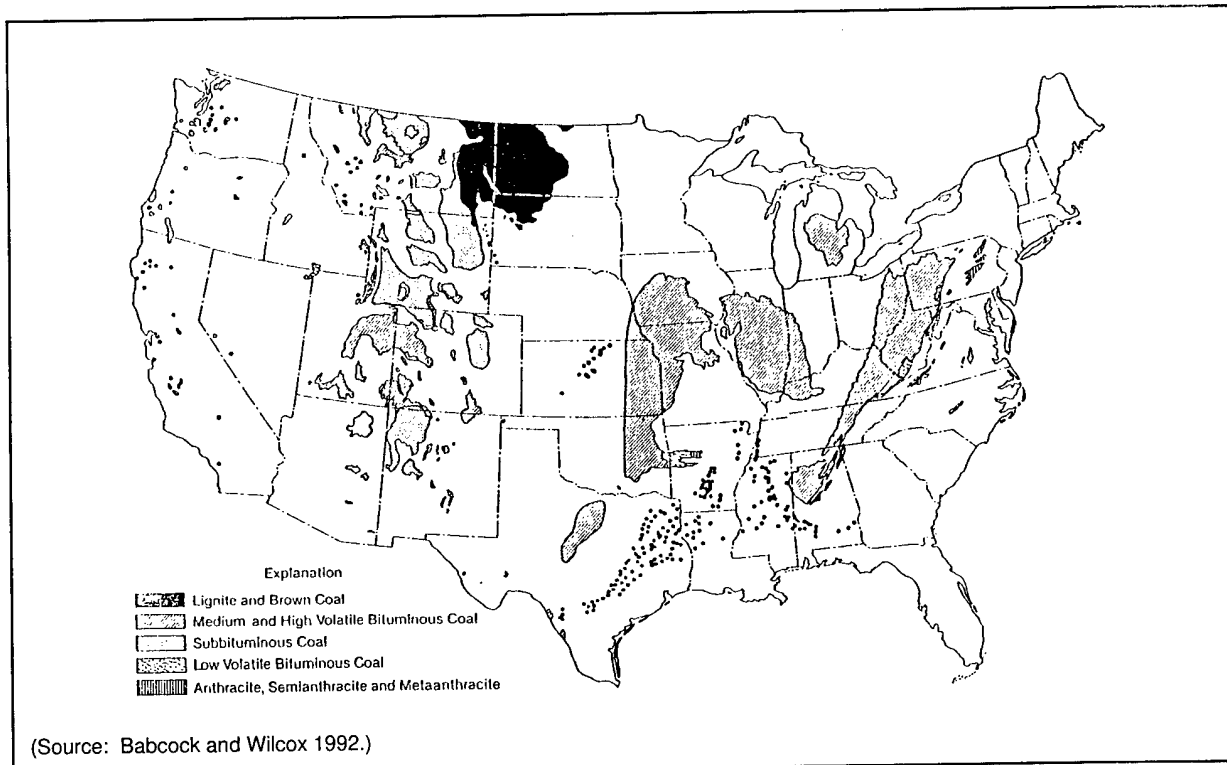 Explanation
Lignite and Brown Coal
Medium and High Volatile Bituminous Coal
Subbituminous Coal
Low Volatile Bituminous Coal
Anthracite, Semianthracite and Metaanthracite
(Source: Babcock and Wilcox 1992.)